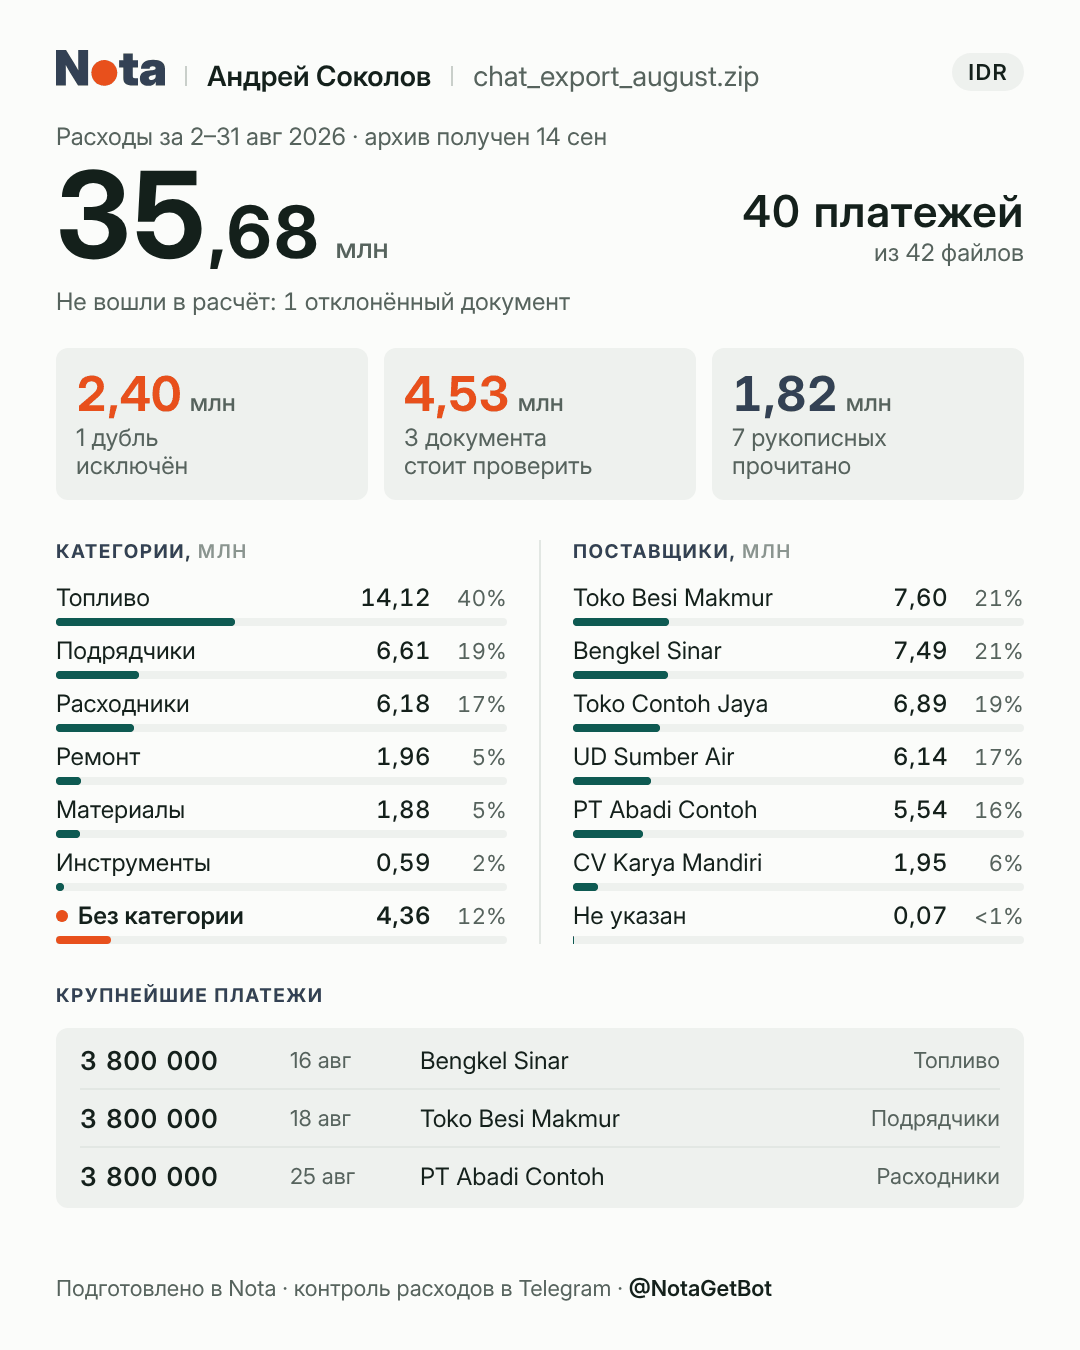 Nota | Андрей Соколов | chat_export_august.zip IDR
Расходы за 2–31 авг 2026 · архив получен 14 сен
35,68 млн
40 платежей
из 42 файлов
Не вошли в расчёт: 1 отклонённый документ
2,40 млн
1 дубль
исключён
4,53 млн
3 документа
стоит проверить
1,82 млн
7 рукописных
прочитано
КАТЕГОРИИ, МЛН
Топливо 14,12 40%
Подрядчики 6,61 19%
Расходники 6,18 17%
Ремонт 1,96 5%
Материалы 1,88 5%
Инструменты 0,59 2%
Без категории 4,36 12%
ПОСТАВЩИКИ, МЛН
Toko Besi Makmur 7,60 21%
Bengkel Sinar 7,49 21%
Toko Contoh Jaya 6,89 19%
UD Sumber Air 6,14 17%
PT Abadi Contoh 5,54 16%
CV Karya Mandiri 1,95 6%
Не указан 0,07 <1%
КРУПНЕЙШИЕ ПЛАТЕЖИ
3 800 000 16 авг Bengkel Sinar Топливо
3 800 000 18 авг Toko Besi Makmur Подрядчики
3 800 000 25 авг PT Abadi Contoh Расходники
Подготовлено в Nota · контроль расходов в Telegram · @NotaGetBot